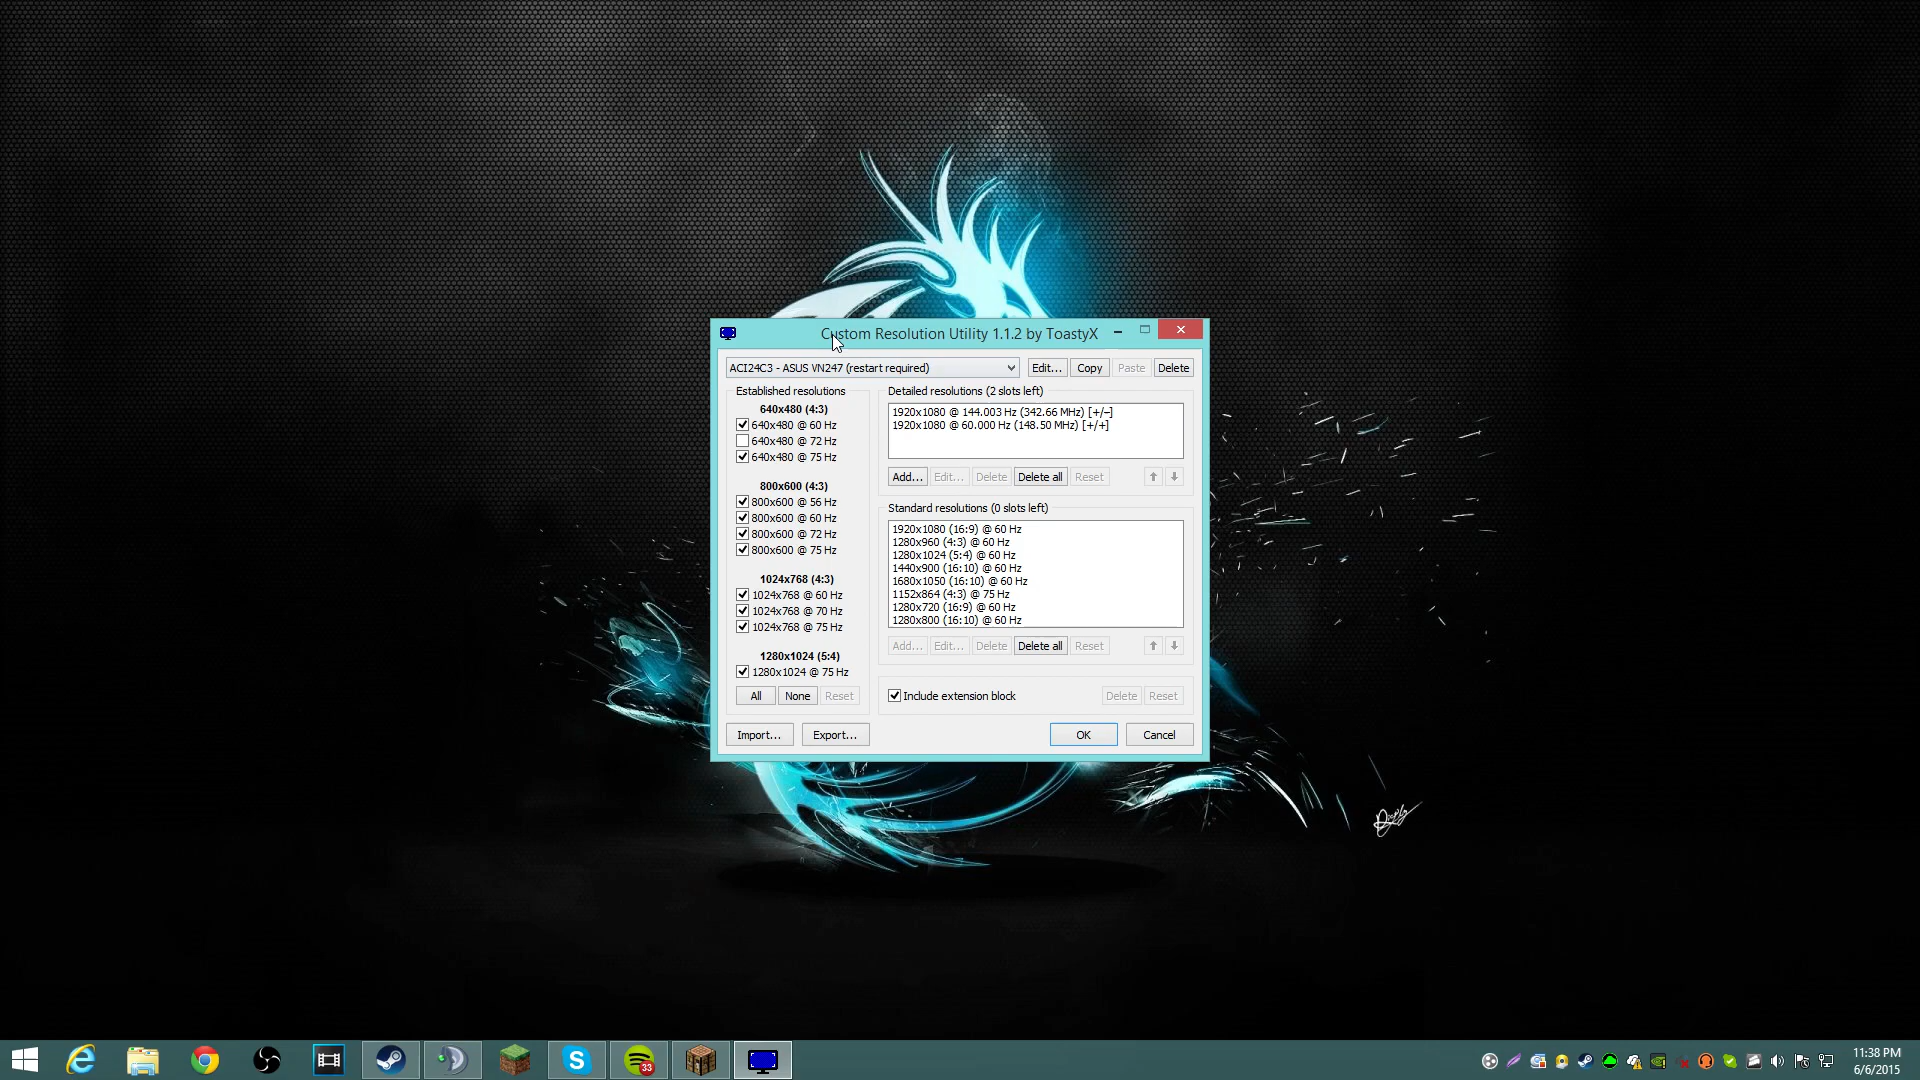 Custom Resolution Utility 1.1.2 by ToastyX
ACI24C3 - ASUS VN247 (restart required)
Edit...
Copy
Paste
Delete
Established resolutions
640x480 (4:3)
640x480 @ 60 Hz
640x480 @ 72 Hz
640x480 @ 75 Hz
800x600 (4:3)
800x600 @ 56 Hz
800x600 @ 60 Hz
800x600 @ 72 Hz
800x600 @ 75 Hz
1024x768 (4:3)
1024x768 @ 60 Hz
1024x768 @ 70 Hz
1024x768 @ 75 Hz
1280x1024 (5:4)
1280x1024 @ 75 Hz
All
None
Reset
Detailed resolutions (2 slots left)
1920x1080 @ 144.003 Hz (342.66 MHz) [+/-]
1920x1080 @ 60.000 Hz (148.50 MHz) [+/+]
Add...
Edit...
Delete
Delete all
Reset
Standard resolutions (0 slots left)
1920x1080 (16:9) @ 60 Hz
1280x960 (4:3) @ 60 Hz
1280x1024 (5:4) @ 60 Hz
1440x900 (16:10) @ 60 Hz
1680x1050 (16:10) @ 60 Hz
1152x864 (4:3) @ 75 Hz
1280x720 (16:9) @ 60 Hz
1280x800 (16:10) @ 60 Hz
Add...
Edit...
Delete
Delete all
Reset
Include extension block
Delete
Reset
Import...
Export...
OK
Cancel
33
11:38 PM
6/6/2015